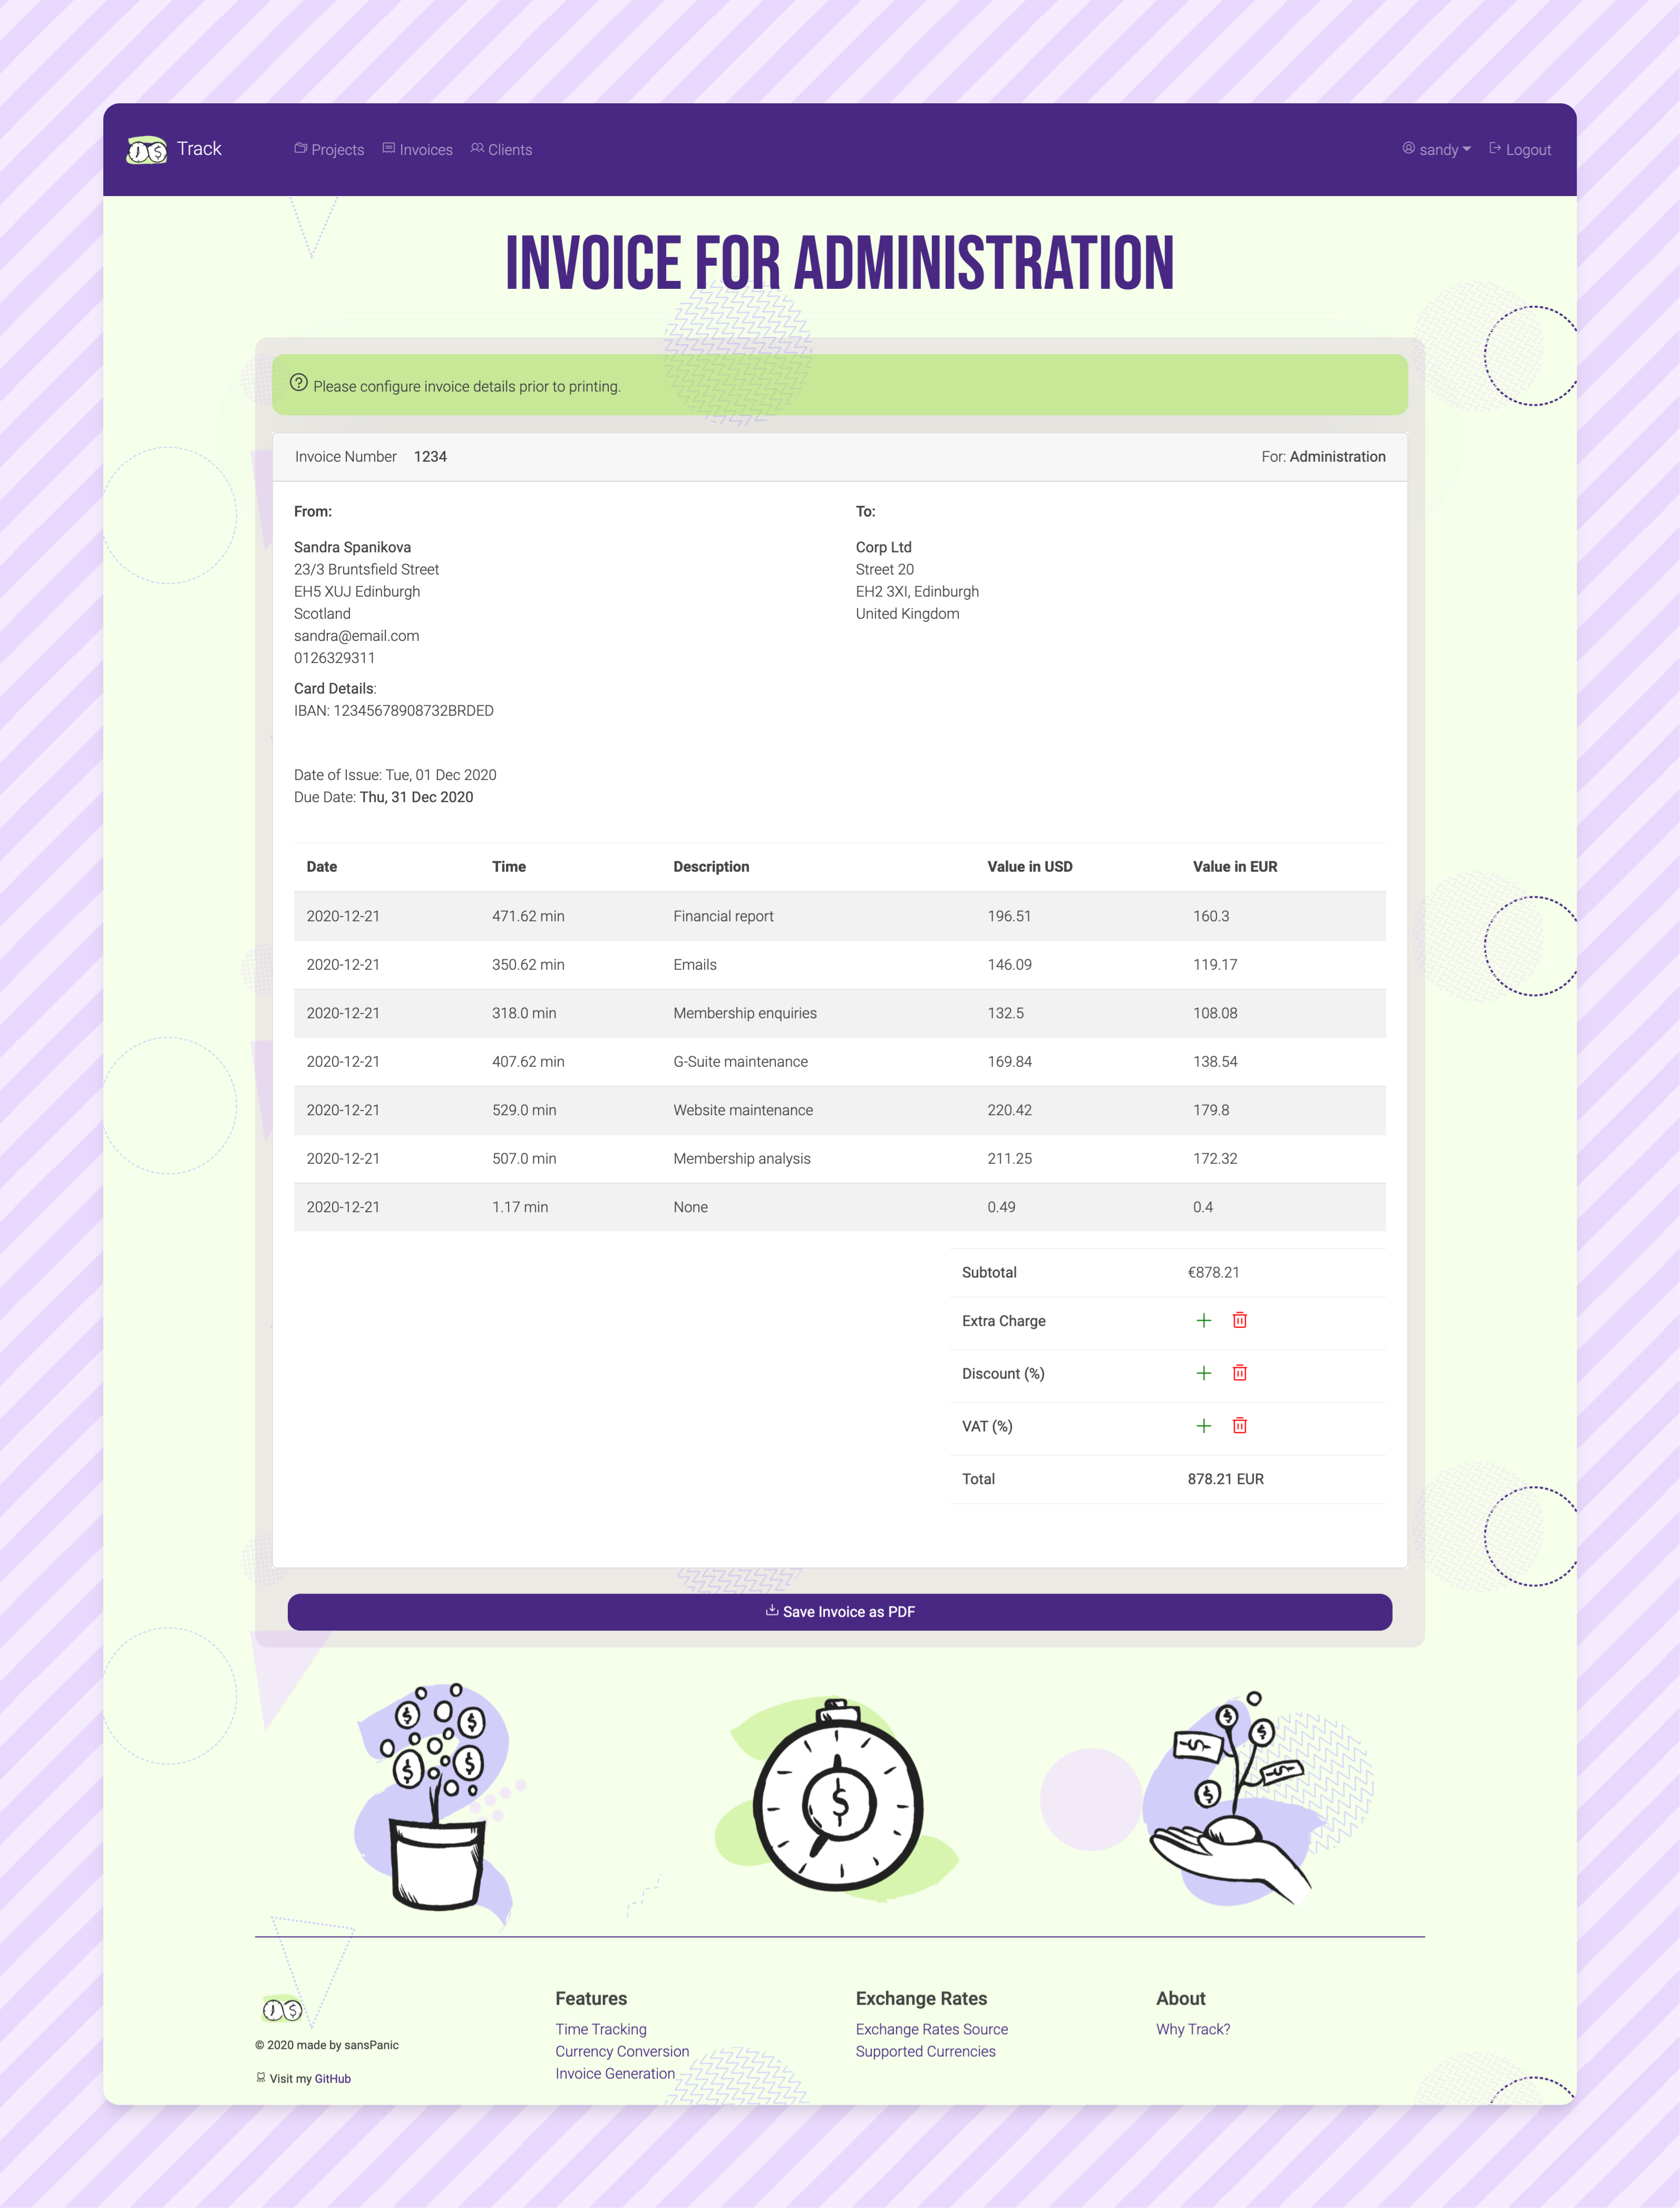 Track Projects Invoices Clients sandy Logout
INVOICE FOR ADMINISTRATION
Please configure invoice details prior to printing.
Invoice Number 1234 For: Administration
From:
Sandra Spanikova
23/3 Bruntsfield Street
EH5 XUJ Edinburgh
Scotland
sandra@email.com
0126329311
Card Details:
IBAN: 12345678908732BRDED
To:
Corp Ltd
Street 20
EH2 3XI, Edinburgh
United Kingdom
Date of Issue: Tue, 01 Dec 2020
Due Date: Thu, 31 Dec 2020
Date Time Description Value in USD Value in EUR
2020-12-21 471.62 min Financial report 196.51 160.3
2020-12-21 350.62 min Emails 146.09 119.17
2020-12-21 318.0 min Membership enquiries 132.5 108.08
2020-12-21 407.62 min G-Suite maintenance 169.84 138.54
2020-12-21 529.0 min Website maintenance 220.42 179.8
2020-12-21 507.0 min Membership analysis 211.25 172.32
2020-12-21 1.17 min None 0.49 0.4
Subtotal €878.21
Extra Charge
Discount (%)
VAT (%)
Total 878.21 EUR
Save Invoice as PDF
© 2020 made by sansPanic
Visit my GitHub
Features
Time Tracking
Currency Conversion
Invoice Generation
Exchange Rates
Exchange Rates Source
Supported Currencies
About
Why Track?